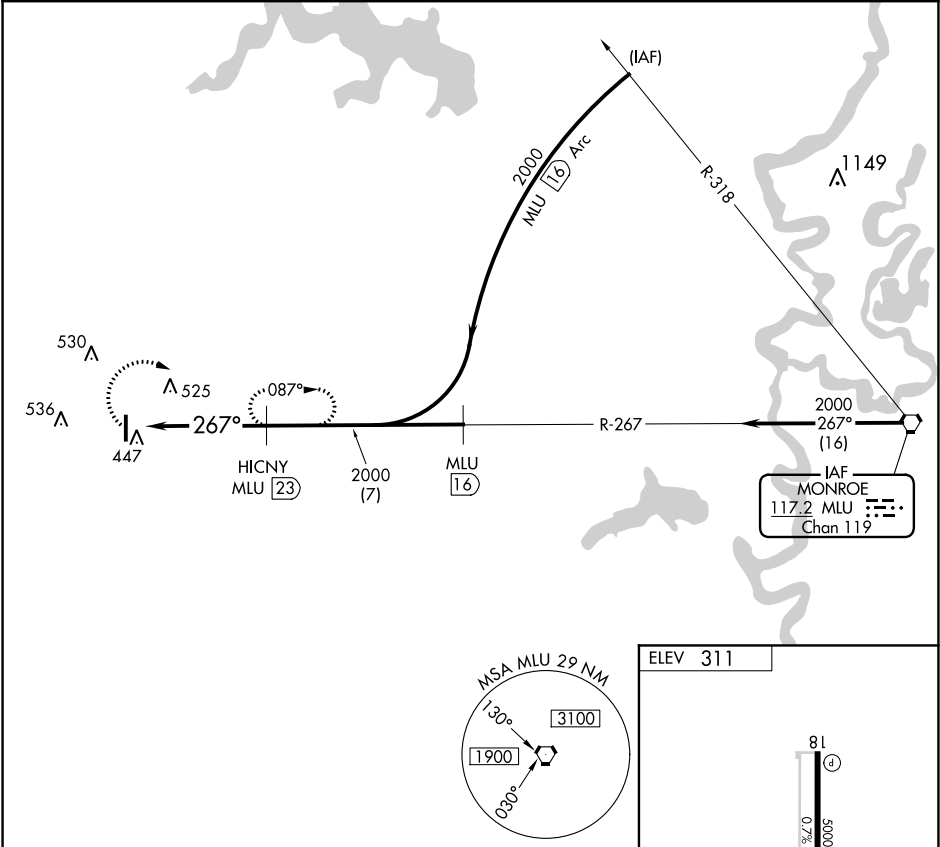 (IAF)
2000
MLU 16 Arc
R-318
1149
530
525
536
447
087°
267°
HICNY
MLU 23
2000
(7)
MLU
16
R-267
2000
267°
(16)
IAF
MONROE
117.2 MLU
Chan 119
MSA MLU 29 NM
130°
3100
1900
030°
ELEV 311
18
P
5000
0.7%